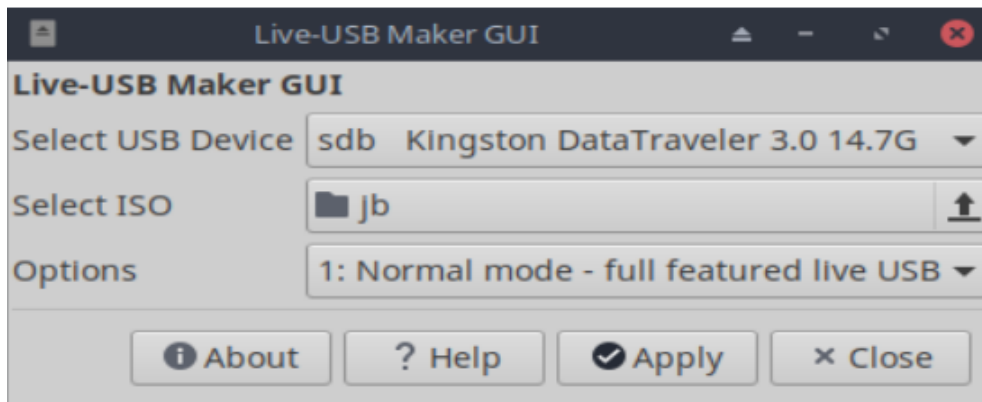 Live-USB Maker GUI
Live-USB Maker GUI
Select USB Device sdb Kingston DataTraveler 3.0 14.7G
Select ISO jb
Options 1: Normal mode - full featured live USB
About ? Help Apply × Close